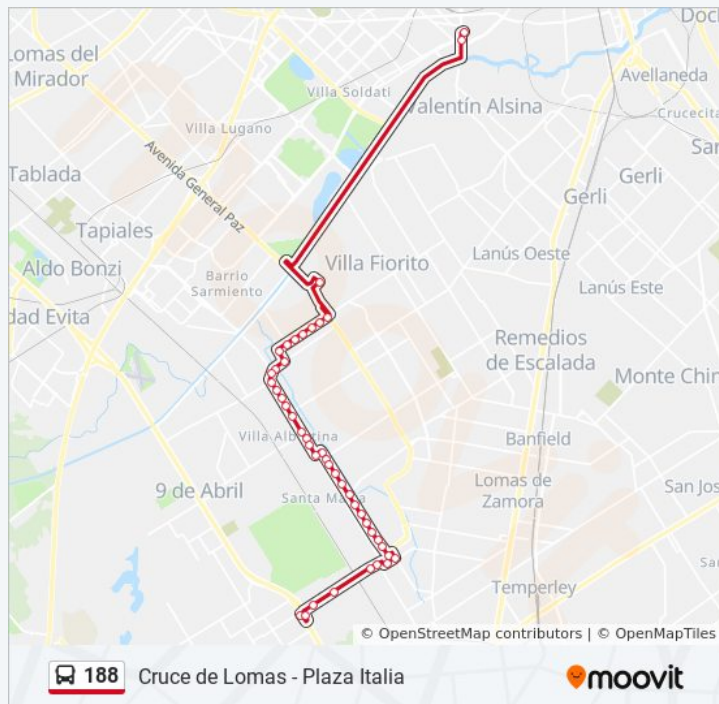 Doc
Lomas del
Mirador
Avellaneda
Villa Soldati
Valentín Alsina
Crucecita
Villa Lugano
Avenida General Paz
Sar
Tablada
Gerli
Gerli
Tapiales
Lanús Oeste
Villa Fiorito
Aldo Bonzi
Barrio
Sarmiento
Lanús Este
dad Evita
Remedios
de Escalada
Monte Chin
Villa Albertina
Banfield
9 de Abril
Santa Marta
Lomas de
Zamora
San Jos
Sa
Temperley
© OpenStreetMap contributors | © OpenMapTiles
188 Cruce de Lomas - Plaza Italia
moovit